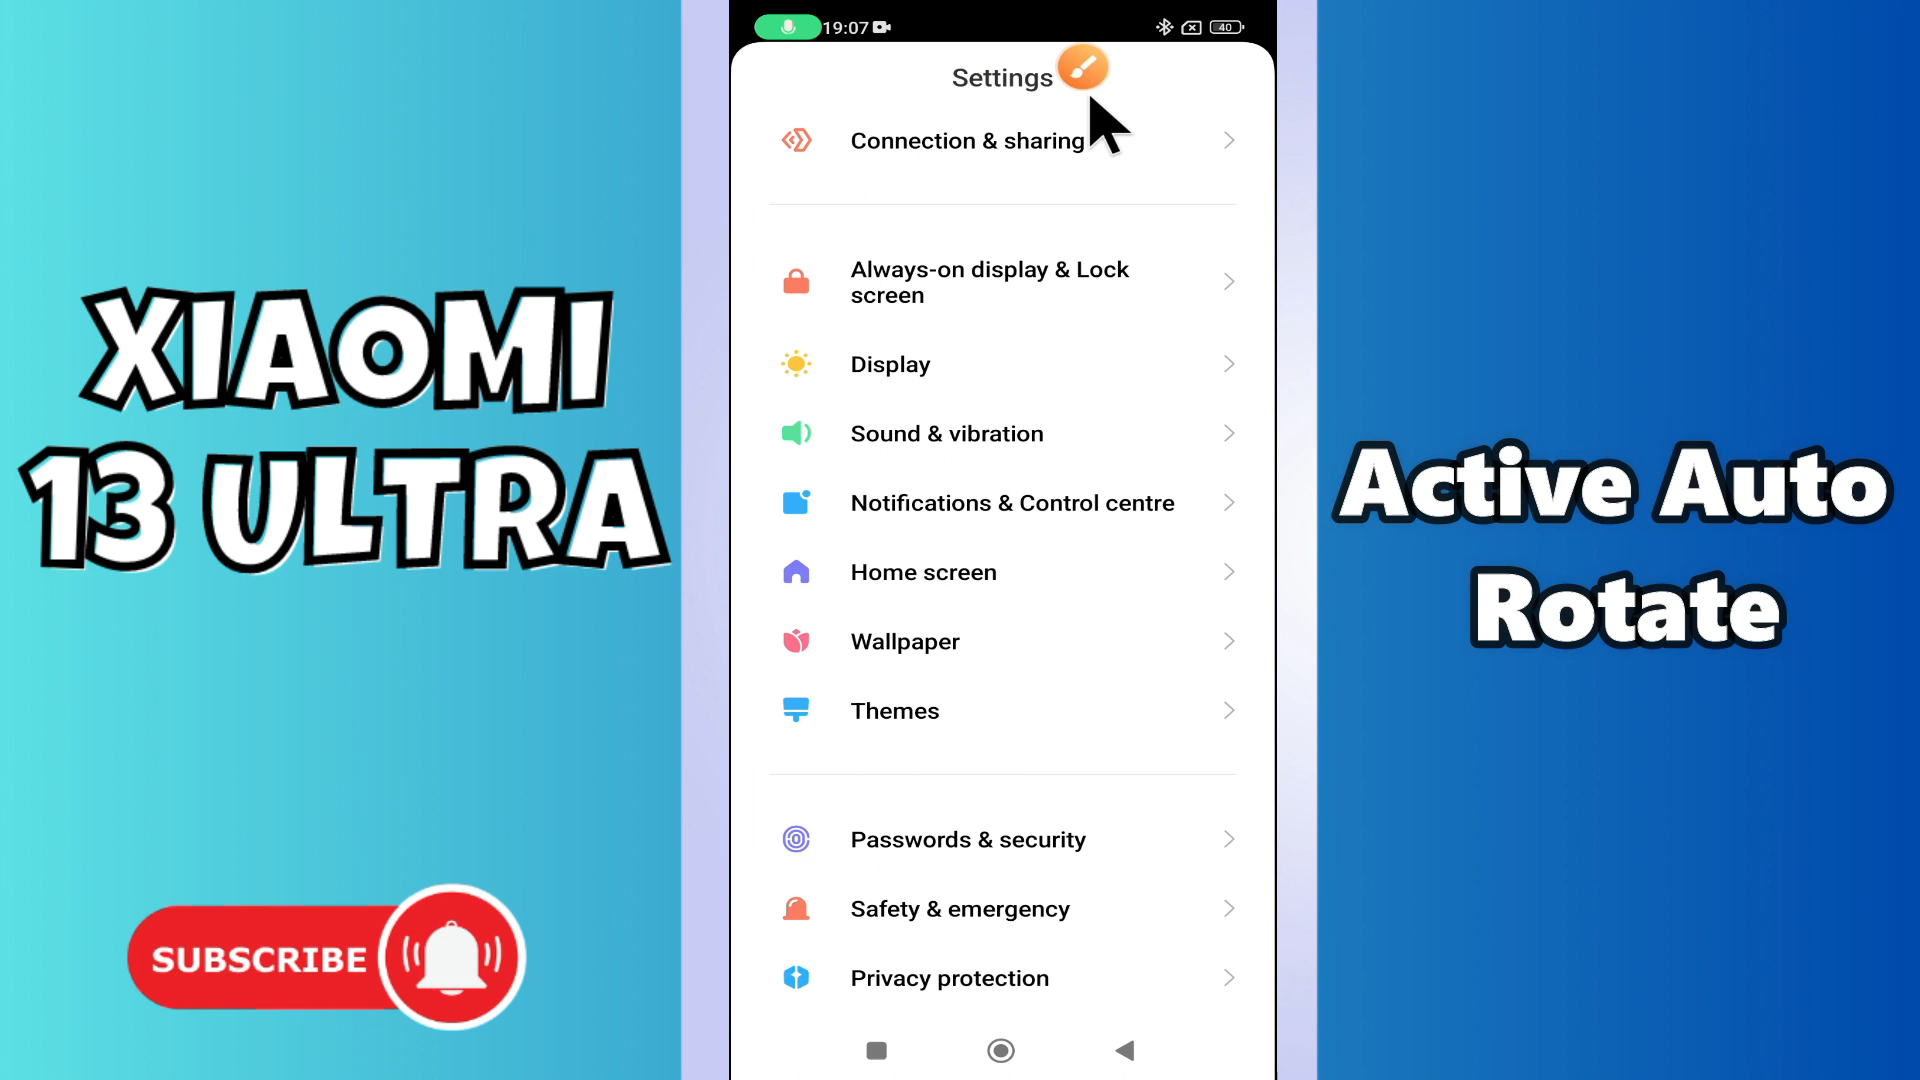 XIAOMI
13 ULTRA
SUBSCRIBE
19:07
40
Settings
Connection & sharing
Always-on display & Lock
screen
Display
Sound & vibration
Notifications & Control centre
Home screen
Wallpaper
Themes
Passwords & security
Safety & emergency
Privacy protection
Active Auto
Rotate